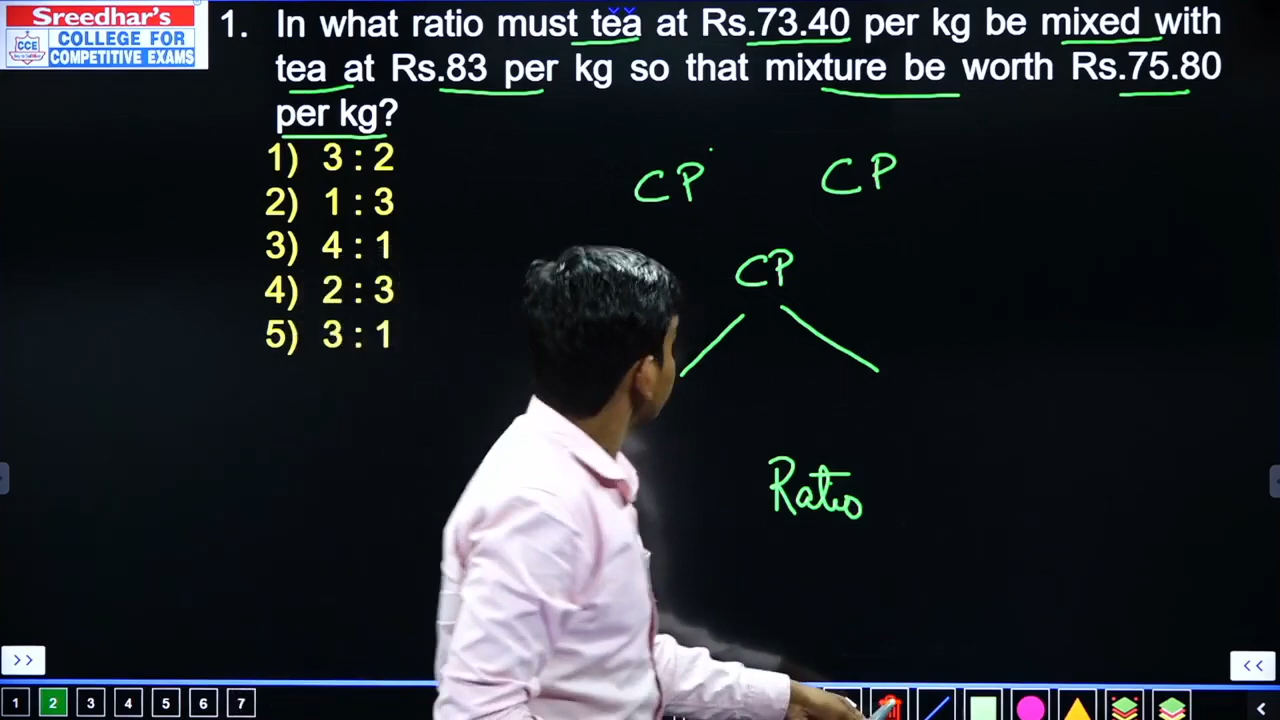 Sreedhar's
CCE
COLLEGE FOR
COMPETITIVE EXAMS
1. In what ratio must tea at Rs.73.40 per kg be mixed with
tea at Rs.83 per kg so that mixture be worth Rs.75.80
per kg?
1) 3 : 2
2) 1 : 3
3) 4 : 1
4) 2 : 3
5) 3 : 1
CP CP
CP
Ratio
>> <<
1 2 3 4 5 6 7 <